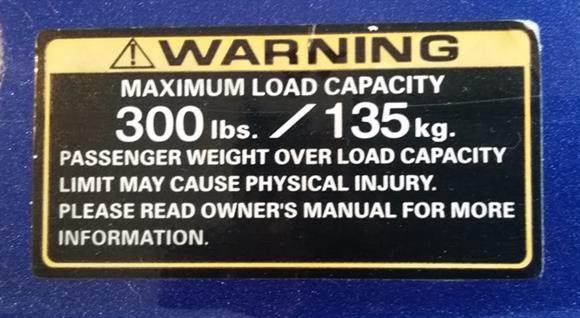 WARNING
MAXIMUM LOAD CAPACITY
300 lbs. / 135 kg.
PASSENGER WEIGHT OVER LOAD CAPACITY
LIMIT MAY CAUSE PHYSICAL INJURY.
PLEASE READ OWNER'S MANUAL FOR MORE
INFORMATION.